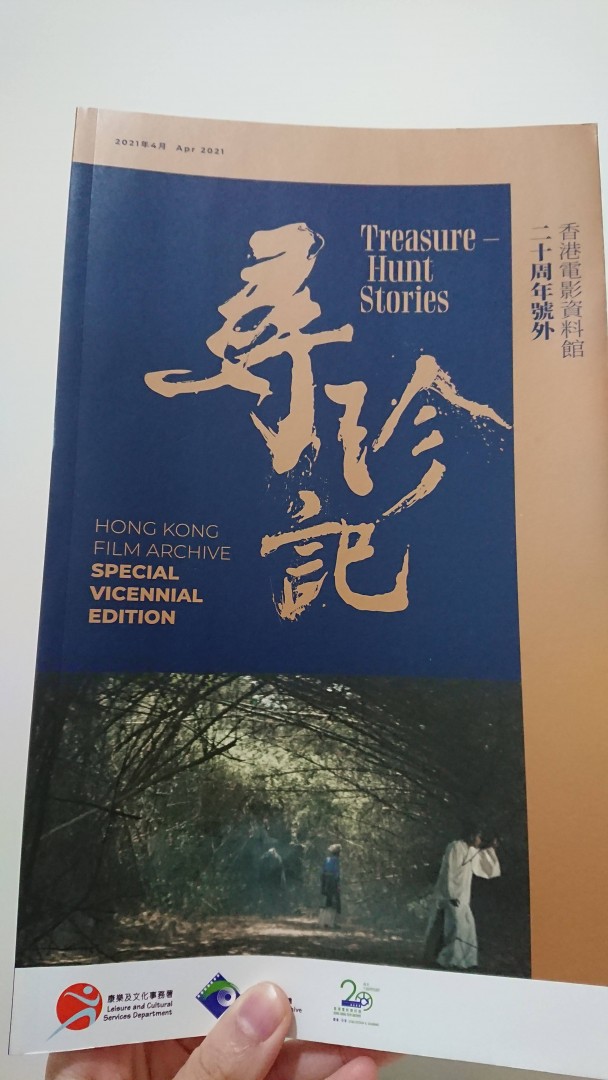 2021年4月 Apr 2021
Treasure –
Hunt
Stories
尋珍記
香港電影資料館
二十周年號外
HONG KONG
FILM ARCHIVE
SPECIAL
VICENNIAL
EDITION
康樂及文化事務署
Leisure and Cultural
Services Department
20